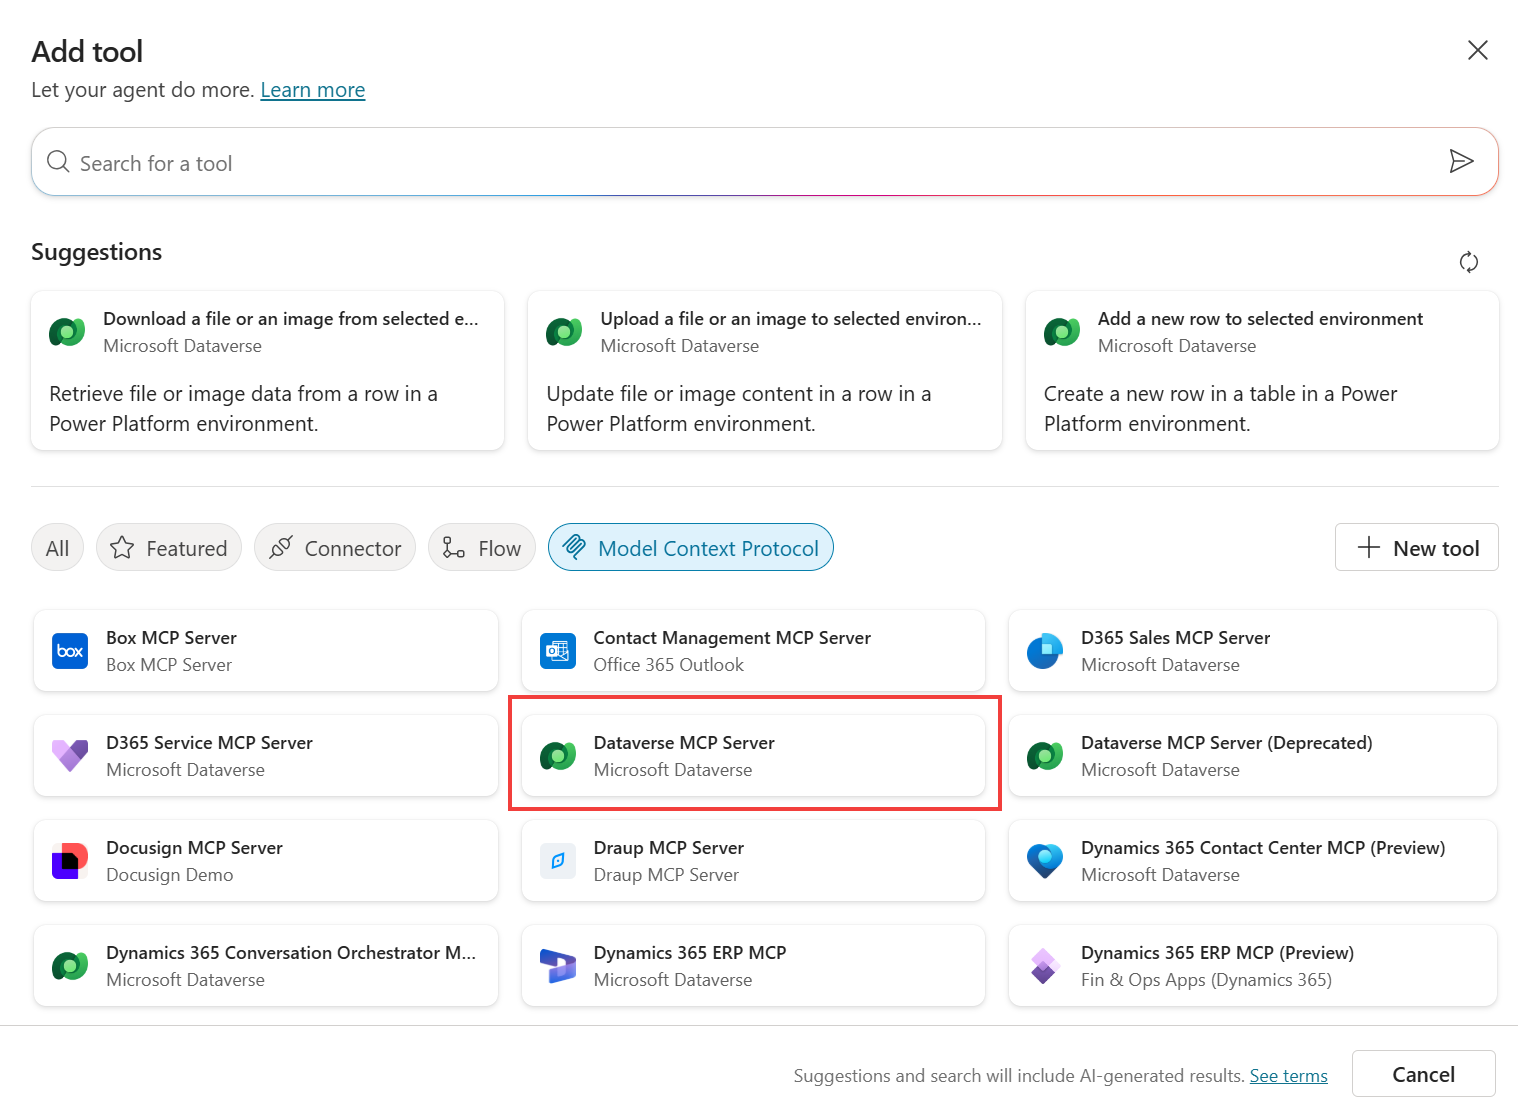 Add tool
Let your agent do more. Learn more
Search for a tool
Suggestions
Download a file or an image from selected e...
Microsoft Dataverse
Retrieve file or image data from a row in a
Power Platform environment.
Upload a file or an image to selected environ...
Microsoft Dataverse
Update file or image content in a row in a
Power Platform environment.
Add a new row to selected environment
Microsoft Dataverse
Create a new row in a table in a Power
Platform environment.
All
Featured
Connector
Flow
Model Context Protocol
New tool
box
Box MCP Server
Box MCP Server
Contact Management MCP Server
Office 365 Outlook
D365 Sales MCP Server
Microsoft Dataverse
D365 Service MCP Server
Microsoft Dataverse
Dataverse MCP Server
Microsoft Dataverse
Dataverse MCP Server (Deprecated)
Microsoft Dataverse
Docusign MCP Server
Docusign Demo
Draup MCP Server
Draup MCP Server
Dynamics 365 Contact Center MCP (Preview)
Microsoft Dataverse
Dynamics 365 Conversation Orchestrator M...
Microsoft Dataverse
Dynamics 365 ERP MCP
Microsoft Dataverse
Dynamics 365 ERP MCP (Preview)
Fin & Ops Apps (Dynamics 365)
Suggestions and search will include AI-generated results. See terms
Cancel